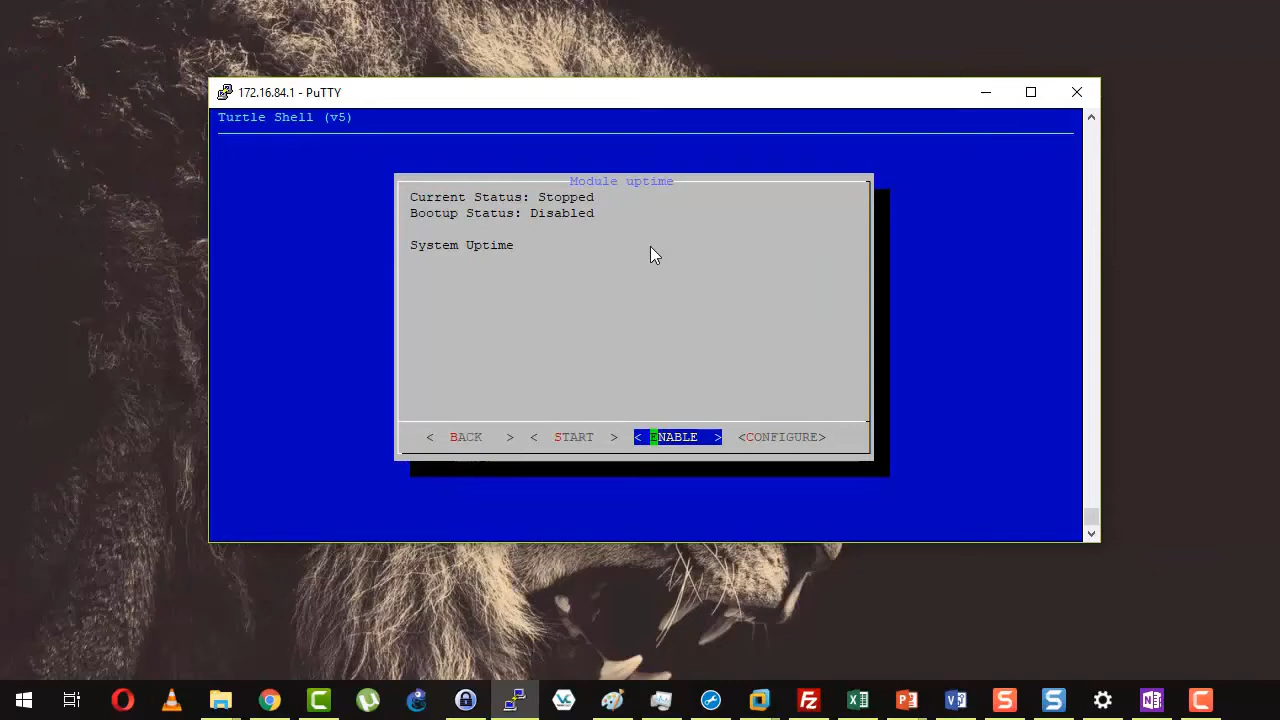 172.16.84.1 - PuTTY
Turtle Shell (v5)
Module uptime
Current Status: Stopped
Bootup Status: Disabled
System Uptime
< BACK > < START > < ENABLE > <CONFIGURE>